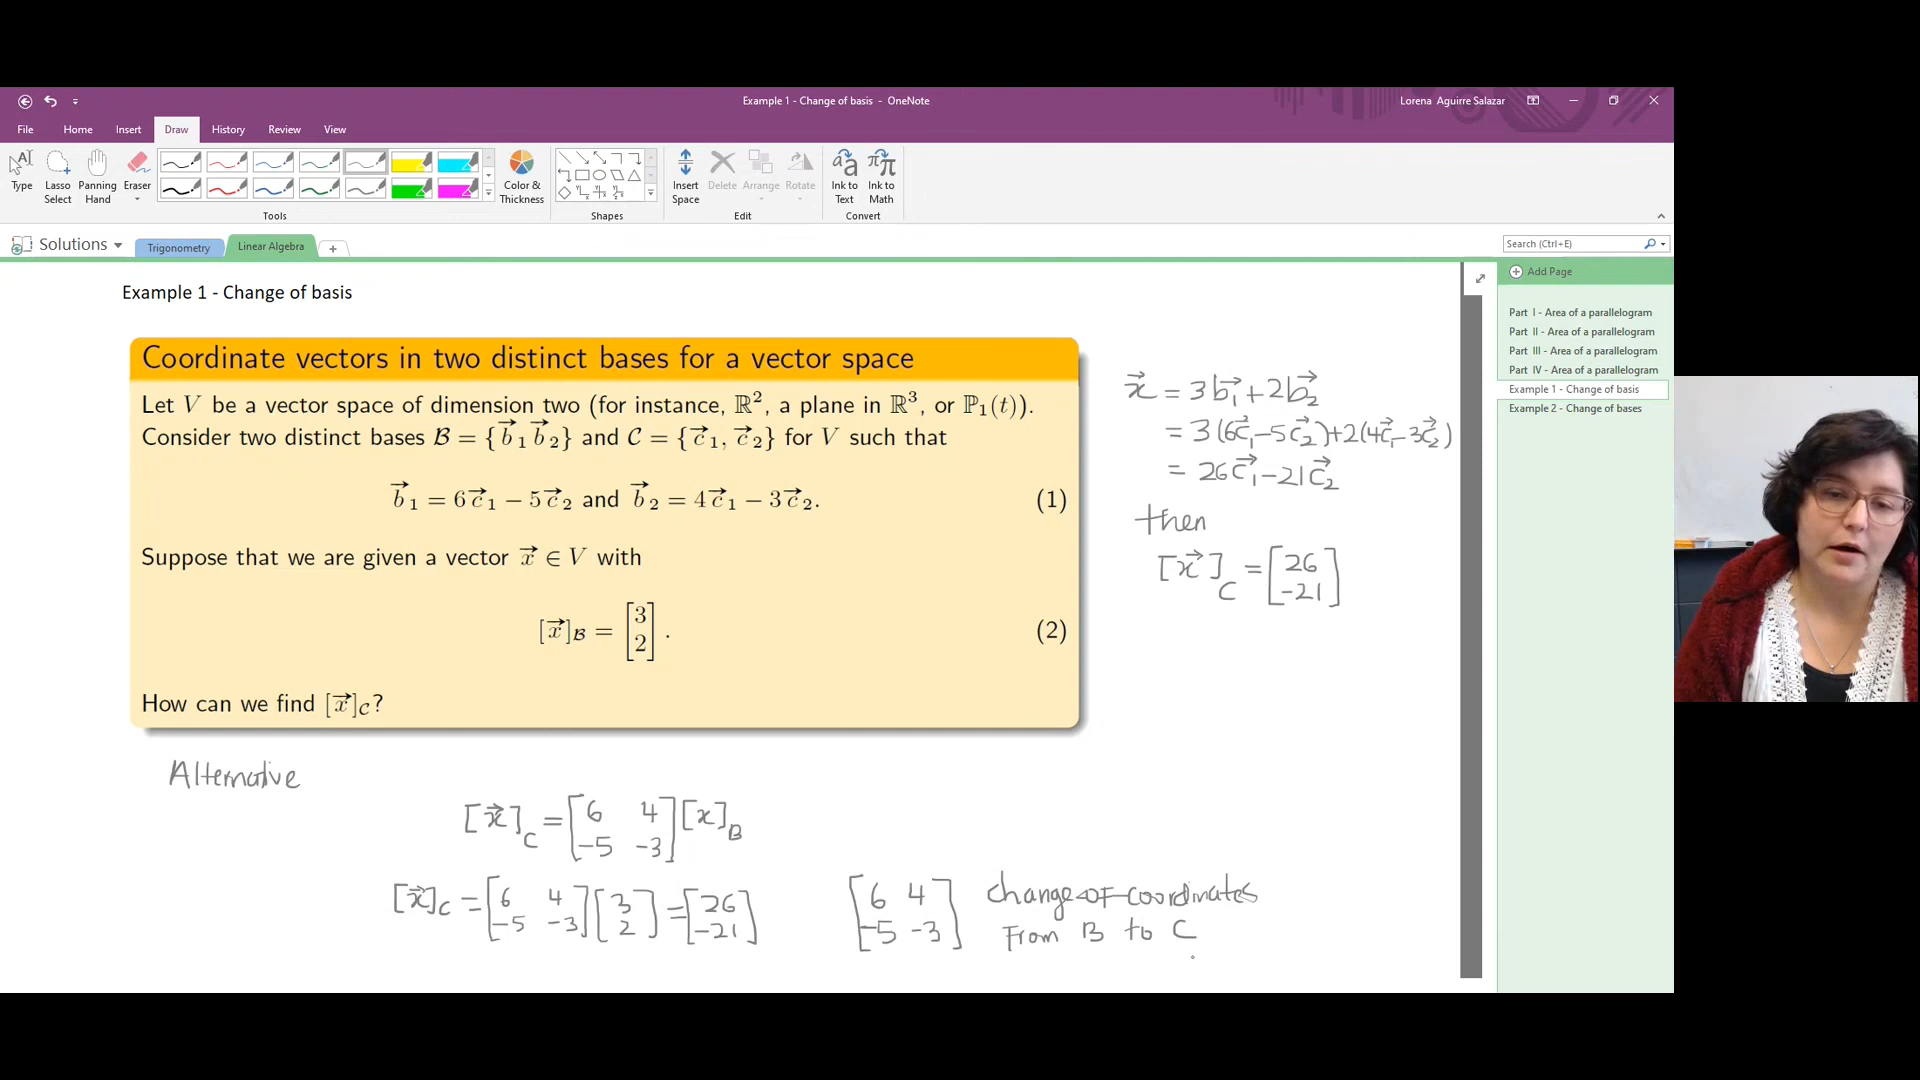 Example 1 - Change of basis - OneNote
Lorena Aguirre Salazar
File Home Insert Draw History Review View
Type
Lasso Select
Panning Hand
Eraser
Color & Thickness
Insert Space
Delete
Arrange
Rotate
Ink to Text
Ink to Math
Tools
Shapes
Edit
Convert
Solutions
Trigonometry
Linear Algebra
Search (Ctrl+E)
Add Page
Part I - Area of a parallelogram
Part II - Area of a parallelogram
Part III - Area of a parallelogram
Part IV - Area of a parallelogram
Example 1 - Change of basis
Example 2 - Change of bases
Example 1 - Change of basis
Coordinate vectors in two distinct bases for a vector space
Let V be a vector space of dimension two (for instance, ℝ², a plane in ℝ³, or ℙ₁(t)).
Consider two distinct bases ℬ = {b⃗₁ b⃗₂} and 𝒞 = {c⃗₁, c⃗₂} for V such that
b⃗₁ = 6c⃗₁ − 5c⃗₂ and b⃗₂ = 4c⃗₁ − 3c⃗₂. (1)
Suppose that we are given a vector x⃗ ∈ V with
[x⃗]ℬ = [3 2]. (2)
How can we find [x⃗]𝒞?
x⃗ = 3b⃗₁ + 2b⃗₂
= 3(6c⃗₁ − 5c⃗₂) + 2(4c⃗₁ − 3c⃗₂)
= 26c⃗₁ − 21c⃗₂
then
[x⃗]C = [26 −21]
Alternative
[x⃗]C = [6 4 −5 −3] [x]B
[x⃗]C = [6 4 −5 −3] [3 2] = [26 −21]
[6 4 −5 −3] change of coordinates
From B to C